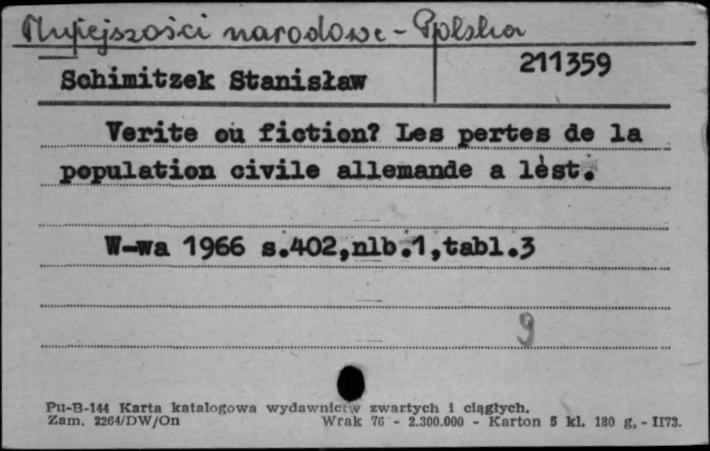 Mniejszości narodowe - Polska
Schimitzek Stanisław
211359
Verite ou fiction? Les pertes de la
population civile allemande a lèst.
W-wa 1966 s.402,nlb.1,tabl.3
9
Pu-B-144 Karta katalogowa wydawnictw zwartych i ciągłych.
Zam. 2264/DW/On Wrak 76 - 2.300.000 - Karton 5 kl. 180 g. - II73.